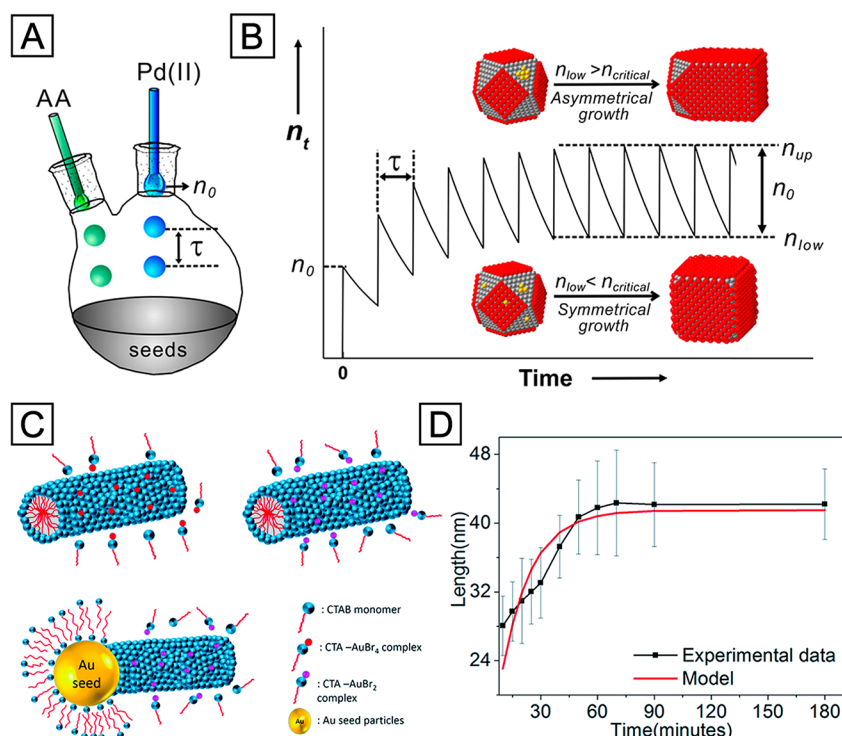 A
AA
Pd(II)
n0
τ
seeds
B
nt
n0
τ
nlow >ncritical
Asymmetrical
growth
nup
n0
nlow
nlow< ncritical
Symmetrical
growth
0
Time
C
Au
seed
: CTAB monomer
: CTA –AuBr4 complex
: CTA –AuBr2
complex
Au
: Au seed particles
D
Length(nm)
48
40
32
24
Experimental data
Model
30 60 90 120 150 180
Time(minutes)